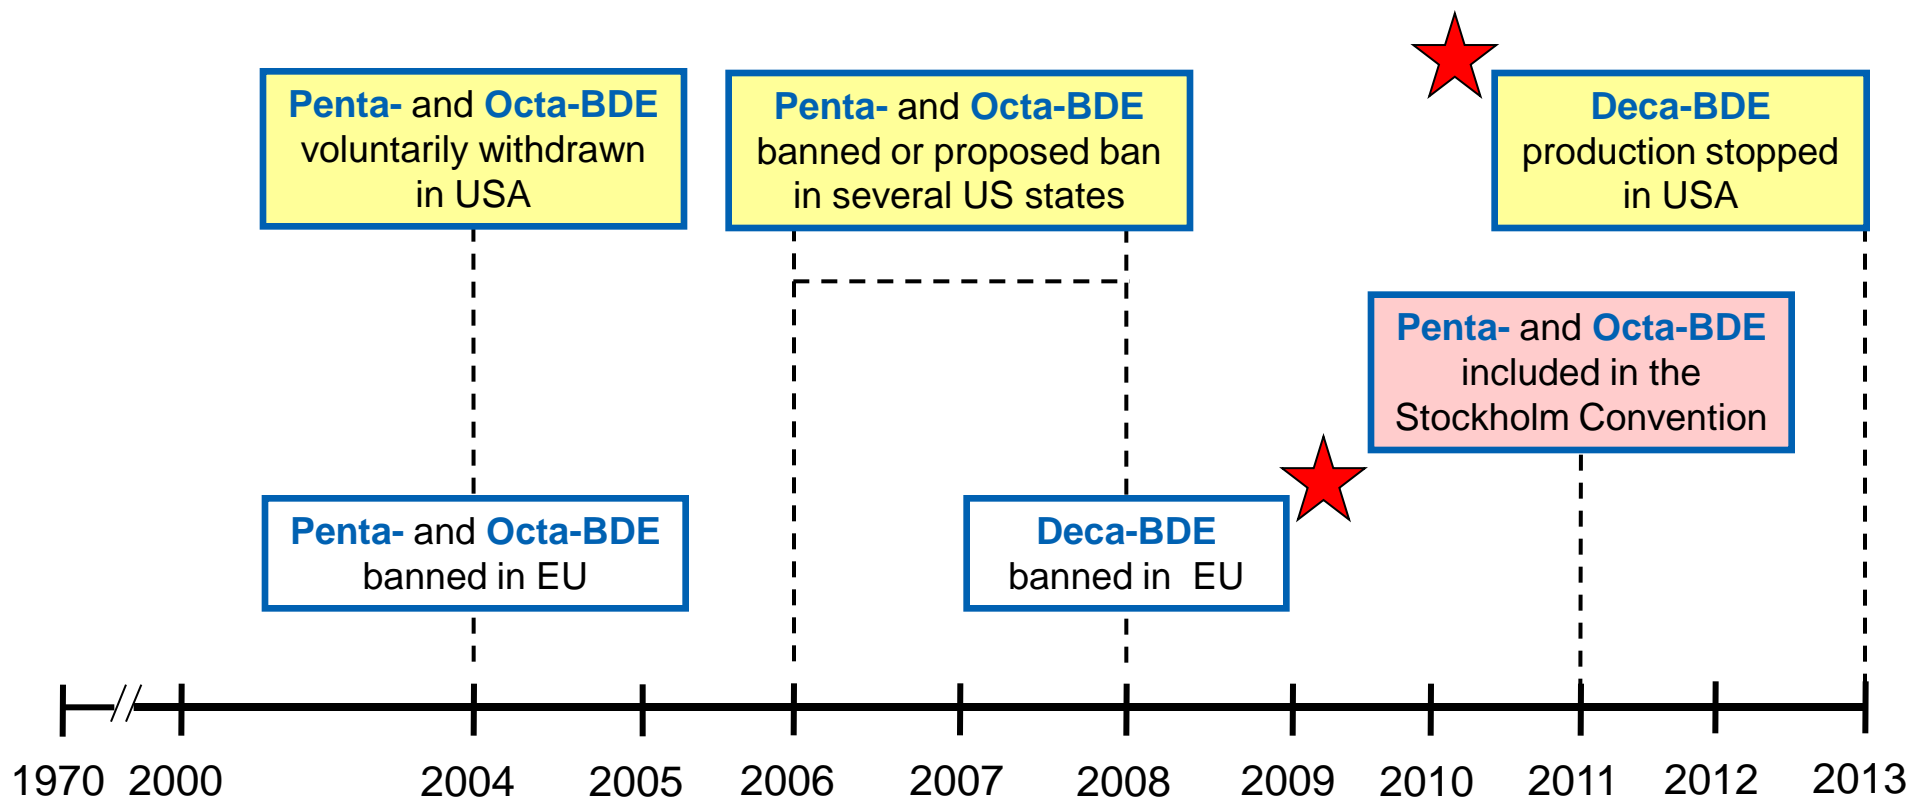 Penta- and Octa-BDE
voluntarily withdrawn
in USA
Penta- and Octa-BDE
banned or proposed ban
in several US states
Deca-BDE
production stopped
in USA
Penta- and Octa-BDE
included in the
Stockholm Convention
Penta- and Octa-BDE
banned in EU
Deca-BDE
banned in  EU
1970 2000 2004 2005 2006 2007 2008 2009 2010 2011 2012 2013